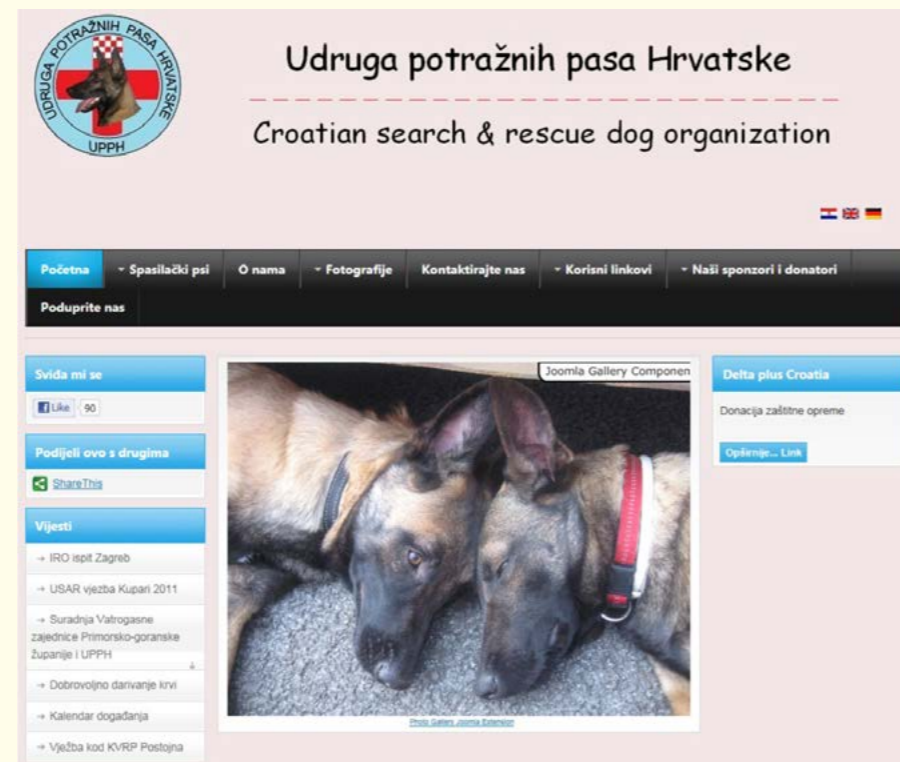 UDRUGA POTRAŽNIH PASA HRVATSKE
UPPH
Udruga potražnih pasa Hrvatske
Croatian search & rescue dog organization
Početna
Spasilački psi
O nama
Fotografije
Kontaktirajte nas
Korisni linkovi
Naši sponzori i donatori
Poduprite nas
Sviđa mi se
Like 90
Podijeli ovo s drugima
ShareThis
Vijesti
→ IRO ispit Zagreb
→ USAR vjezba Kupari 2011
→ Suradnja Vatrogasne
zajednice Primorsko-goranske
županije i UPPH
→ Dobrovoljno darivanje krvi
→ Kalendar događanja
→ Vježba kod KVRP Postojna
Joomla Gallery Componen
Photo Gallery Joomla Extension
Delta plus Croatia
Donacija zaštitne opreme
Opširnije... Link